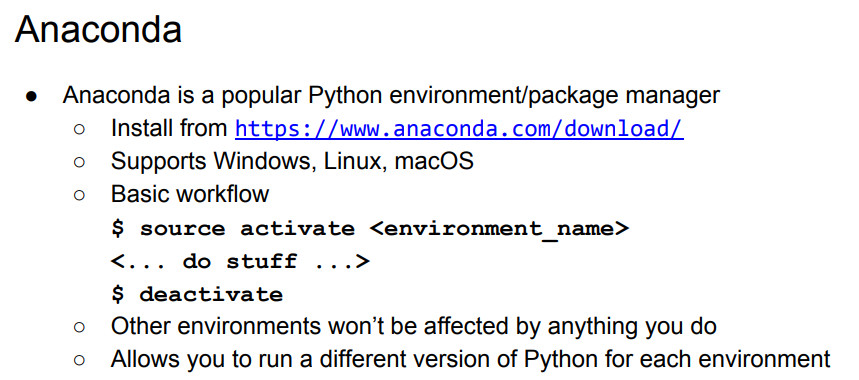 Anaconda
● Anaconda is a popular Python environment/package manager
○ Install from https://www.anaconda.com/download/
○ Supports Windows, Linux, macOS
○ Basic workflow
$ source activate <environment_name>
<... do stuff ...>
$ deactivate
○ Other environments won’t be affected by anything you do
○ Allows you to run a different version of Python for each environment